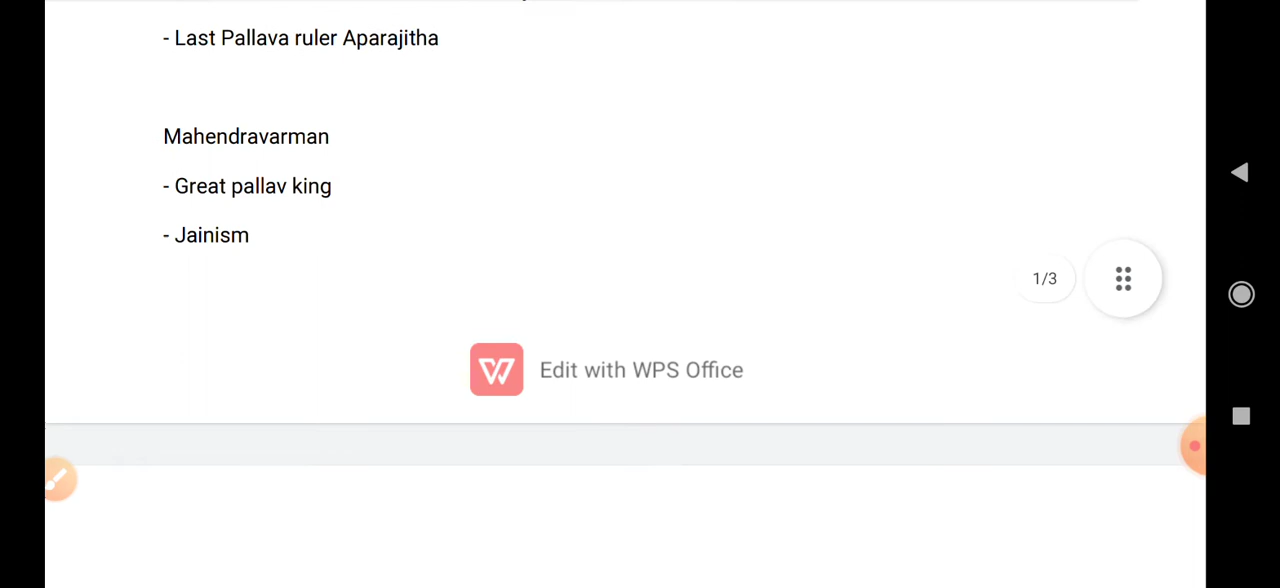 - Last Pallava ruler Aparajitha
Mahendravarman
- Great pallav king
- Jainism
1/3
Edit with WPS Office